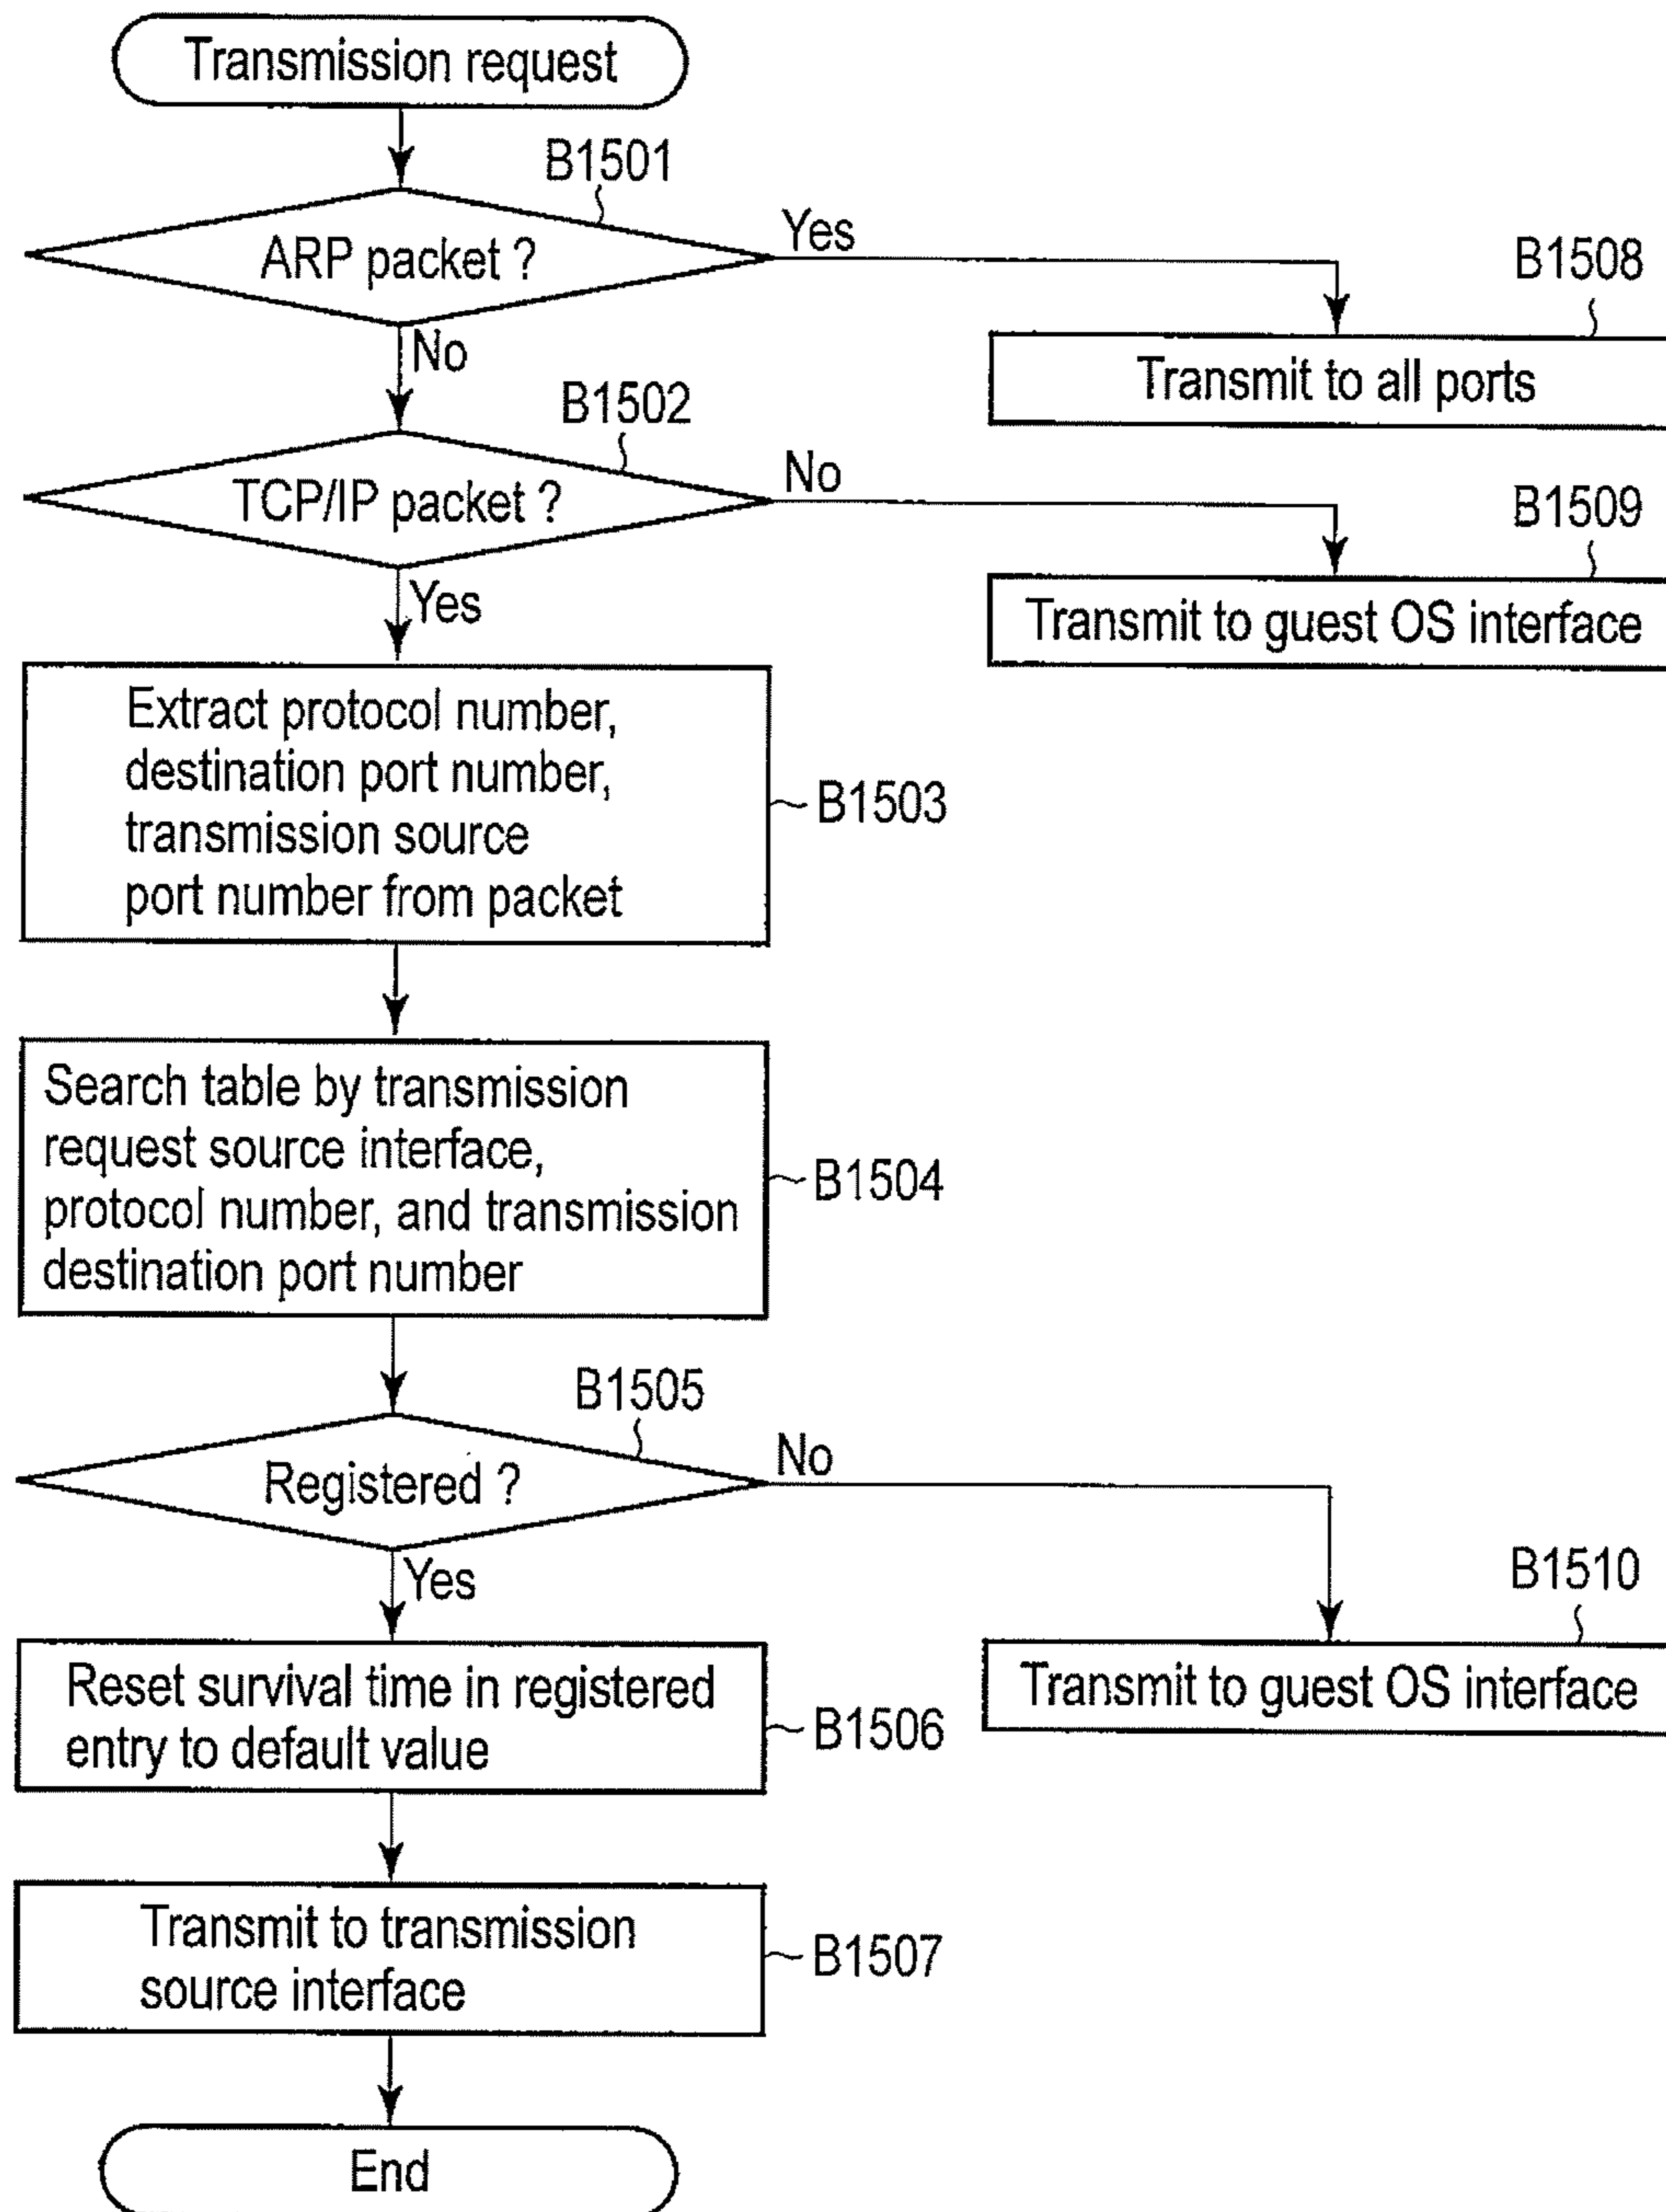 Transmission request
B1501
ARP packet ?
Yes
B1508
No
Transmit to all ports
B1502
TCP/IP packet ?
No
B1509
Yes
Transmit to guest OS interface
Extract protocol number,
destination port number,
transmission source
port number from packet
B1503
Search table by transmission
request source interface,
protocol number, and transmission
destination port number
B1504
B1505
Registered ?
No
B1510
Yes
Transmit to guest OS interface
Reset survival time in registered
entry to default value
B1506
Transmit to transmission
source interface
B1507
End